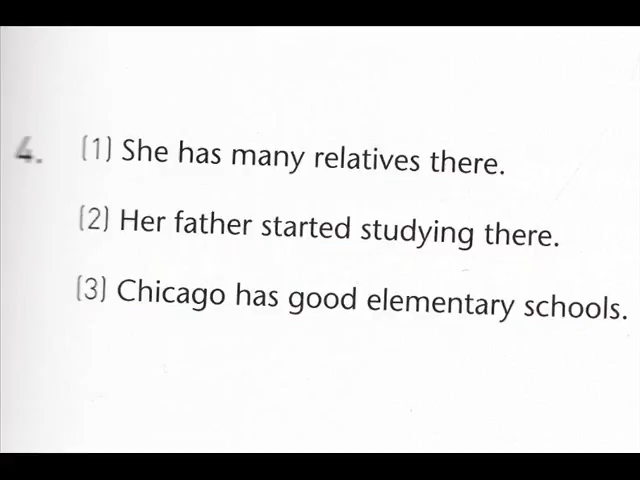 4. (1) She has many relatives there.
(2) Her father started studying there.
(3) Chicago has good elementary schools.